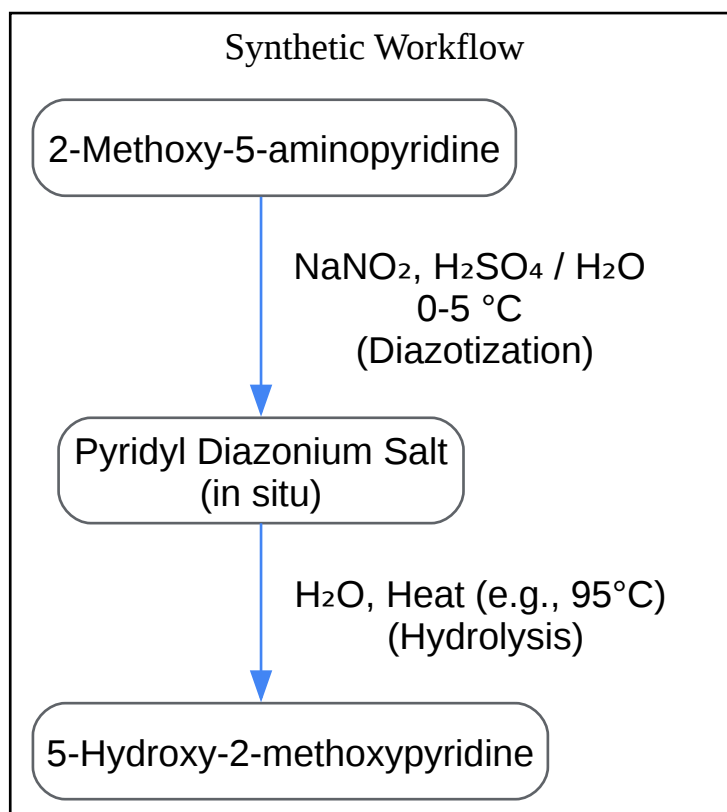 Synthetic Workflow
2-Methoxy-5-aminopyridine
NaNO₂, H₂SO₄ / H₂O
0-5 °C
(Diazotization)
Pyridyl Diazonium Salt
(in situ)
H₂O, Heat (e.g., 95°C)
(Hydrolysis)
5-Hydroxy-2-methoxypyridine